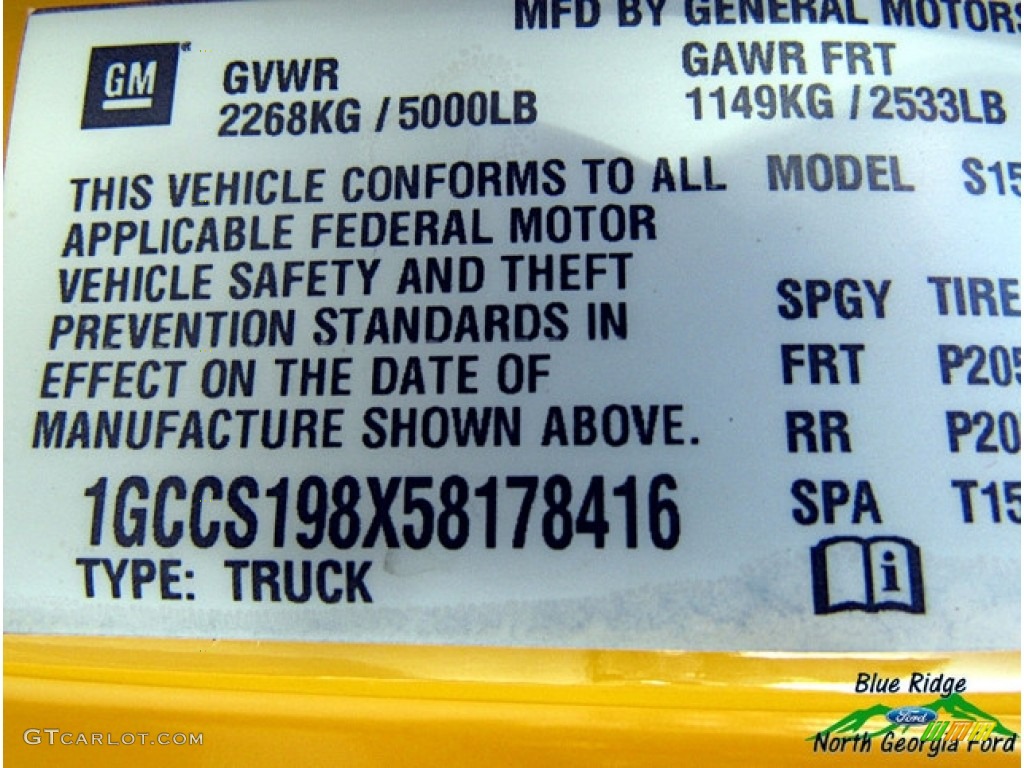 MFD BY GENERAL MOTORS
GM
GVWR
2268KG / 5000LB
GAWR FRT
1149KG / 2533LB
THIS VEHICLE CONFORMS TO ALL
APPLICABLE FEDERAL MOTOR
VEHICLE SAFETY AND THEFT
PREVENTION STANDARDS IN
EFFECT ON THE DATE OF
MANUFACTURE SHOWN ABOVE.
MODEL S15
SPGY TIRE
FRT P205
RR P20
SPA T15
1GCCS198X58178416
TYPE: TRUCK
i
Blue Ridge
Ford
North Georgia Ford
GTCARLOT.COM